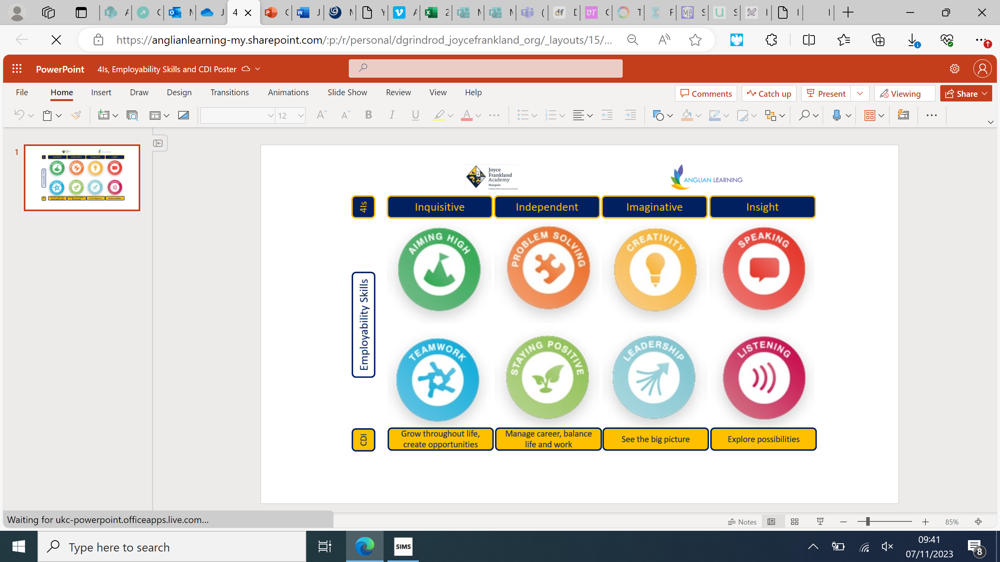 A
C
M
J
4
C
J
M
Y
A
2
M
M
(
D
C
T
F
S
S
I
I
I
https://anglianlearning-my.sharepoint.com/:p:/r/personal/dgrindrod_joycefrankland_org/_layouts/15/...
PowerPoint
4Is, Employability Skills and CDI Poster
File
Home
Insert
Draw
Design
Transitions
Animations
Slide Show
Review
View
Help
Comments
Catch up
Present
Viewing
Share
12
1
Joyce
Frankland
Academy
Newport
ANGLIAN LEARNING
4Is
Inquisitive
Independent
Imaginative
Insight
AIMING HIGH
PROBLEM SOLVING
CREATIVITY
SPEAKING
Employability Skills
TEAMWORK
STAYING POSITIVE
LEADERSHIP
LISTENING
CDI
Grow throughout life,
create opportunities
Manage career, balance
life and work
See the big picture
Explore possibilities
Waiting for ukc-powerpoint.officeapps.live.com...
Notes
85%
Type here to search
SIMS
09:41
07/11/2023
8